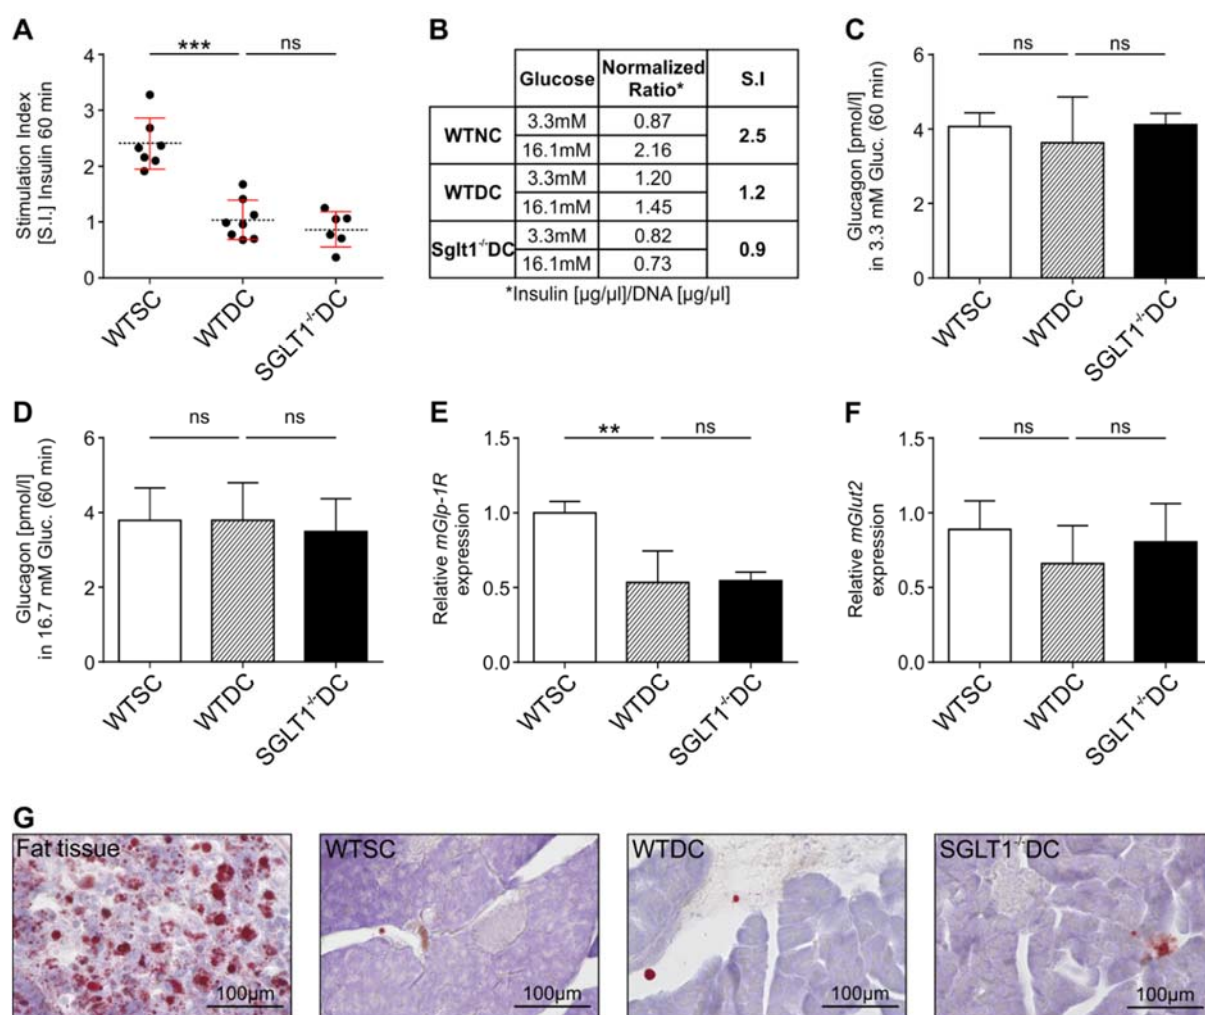 A
Stimulation Index
[S.I.] Insulin 60 min
4
3
2
1
0
***
ns
WTSC
WTDC
SGLT1-/-DC
B
Glucose
Normalized
Ratio*
S.I
WTNC
3.3mM
0.87
2.5
16.1mM
2.16
WTDC
3.3mM
1.20
1.2
16.1mM
1.45
Sglt1-/-DC
3.3mM
0.82
0.9
16.1mM
0.73
*Insulin [µg/µl]/DNA [µg/µl]
C
Glucagon [pmol/l]
in 3.3 mM Gluc. (60 min)
6
4
2
0
ns
ns
WTSC
WTDC
SGLT1-/-DC
D
Glucagon [pmol/l]
in 16.7 mM Gluc. (60 min)
6
4
2
0
ns
ns
WTSC
WTDC
SGLT1-/-DC
E
Relative mGlp-1R
expression
1.5
1.0
0.5
0.0
**
ns
WTSC
WTDC
SGLT1-/-DC
F
Relative mGlut2
expression
1.5
1.0
0.5
0.0
ns
ns
WTSC
WTDC
SGLT1-/-DC
G
Fat tissue
100µm
WTSC
100µm
WTDC
100µm
SGLT1-/-DC
100µm